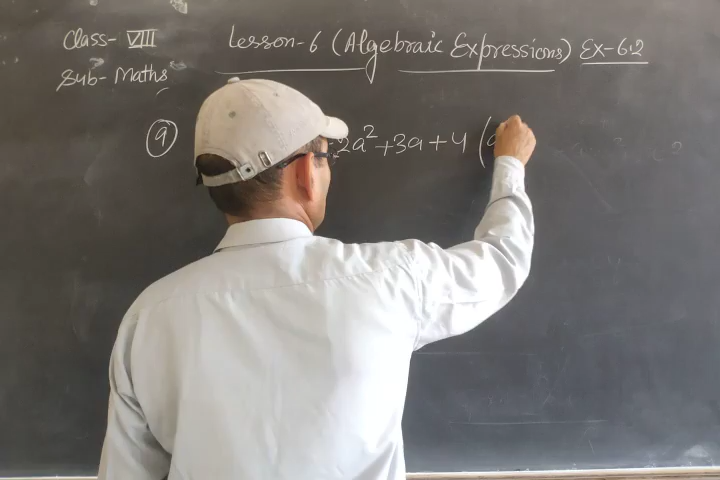 Class- VIII Lesson-6 (Algebraic Expressions) Ex-6.2
Sub- Maths
9 2a²+3a+4 (